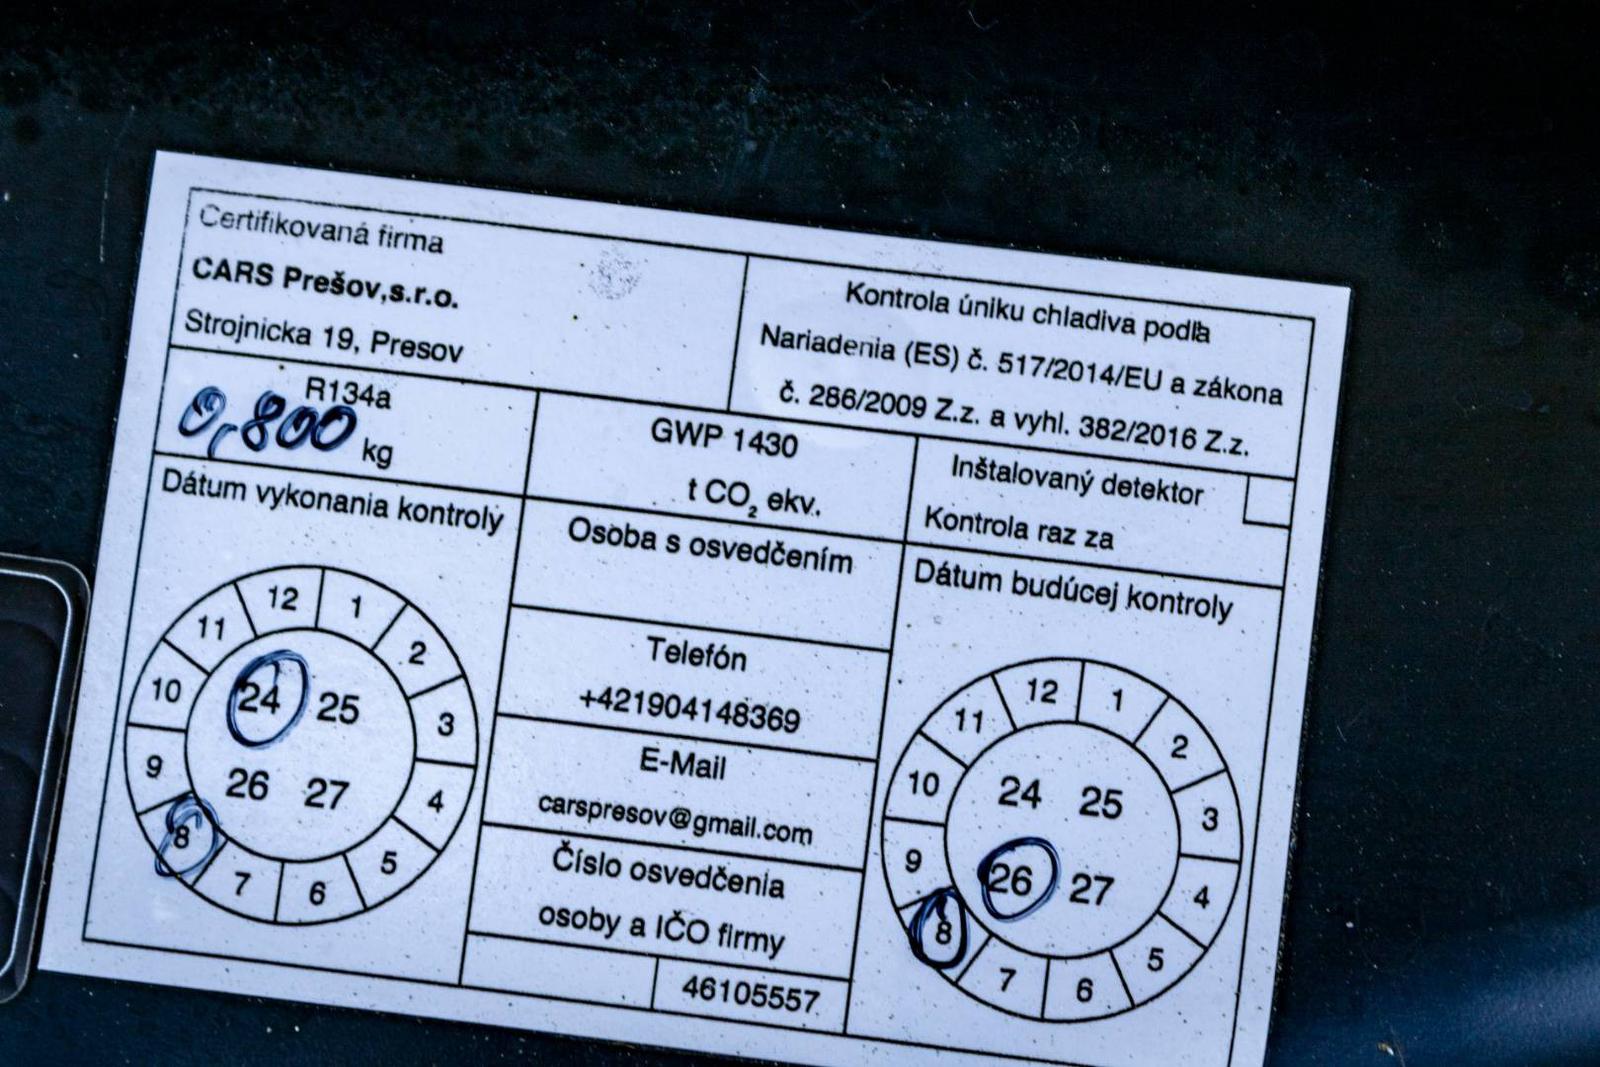 Certifikovaná firma
CARS Prešov,s.r.o.
Strojnicka 19, Presov
Kontrola úniku chladiva podľa
Nariadenia (ES) č. 517/2014/EU a zákona
č. 286/2009 Z.z. a vyhl. 382/2016 Z.z.
R134a
0,800 kg
GWP 1430
t CO₂ ekv.
Inštalovaný detektor
Kontrola raz za
Dátum vykonania kontroly
12 1 2 3 4 5 6 7 8 9 10 11
24 25
26 27
Osoba s osvedčením
Telefón
+421904148369
E-Mail
carspresov@gmail.com
Číslo osvedčenia
osoby a IČO firmy
46105557
Dátum budúcej kontroly
12 1 2 3 4 5 6 7 8 9 10 11
24 25
26 27